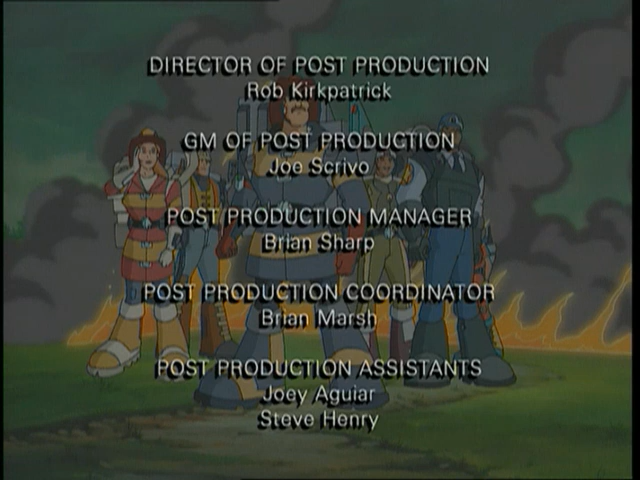 DIRECTOR OF POST PRODUCTION
Rob Kirkpatrick
GM OF POST PRODUCTION
Joe Scrivo
POST PRODUCTION MANAGER
Brian Sharp
POST PRODUCTION COORDINATOR
Brian Marsh
POST PRODUCTION ASSISTANTS
Joey Aguiar
Steve Henry